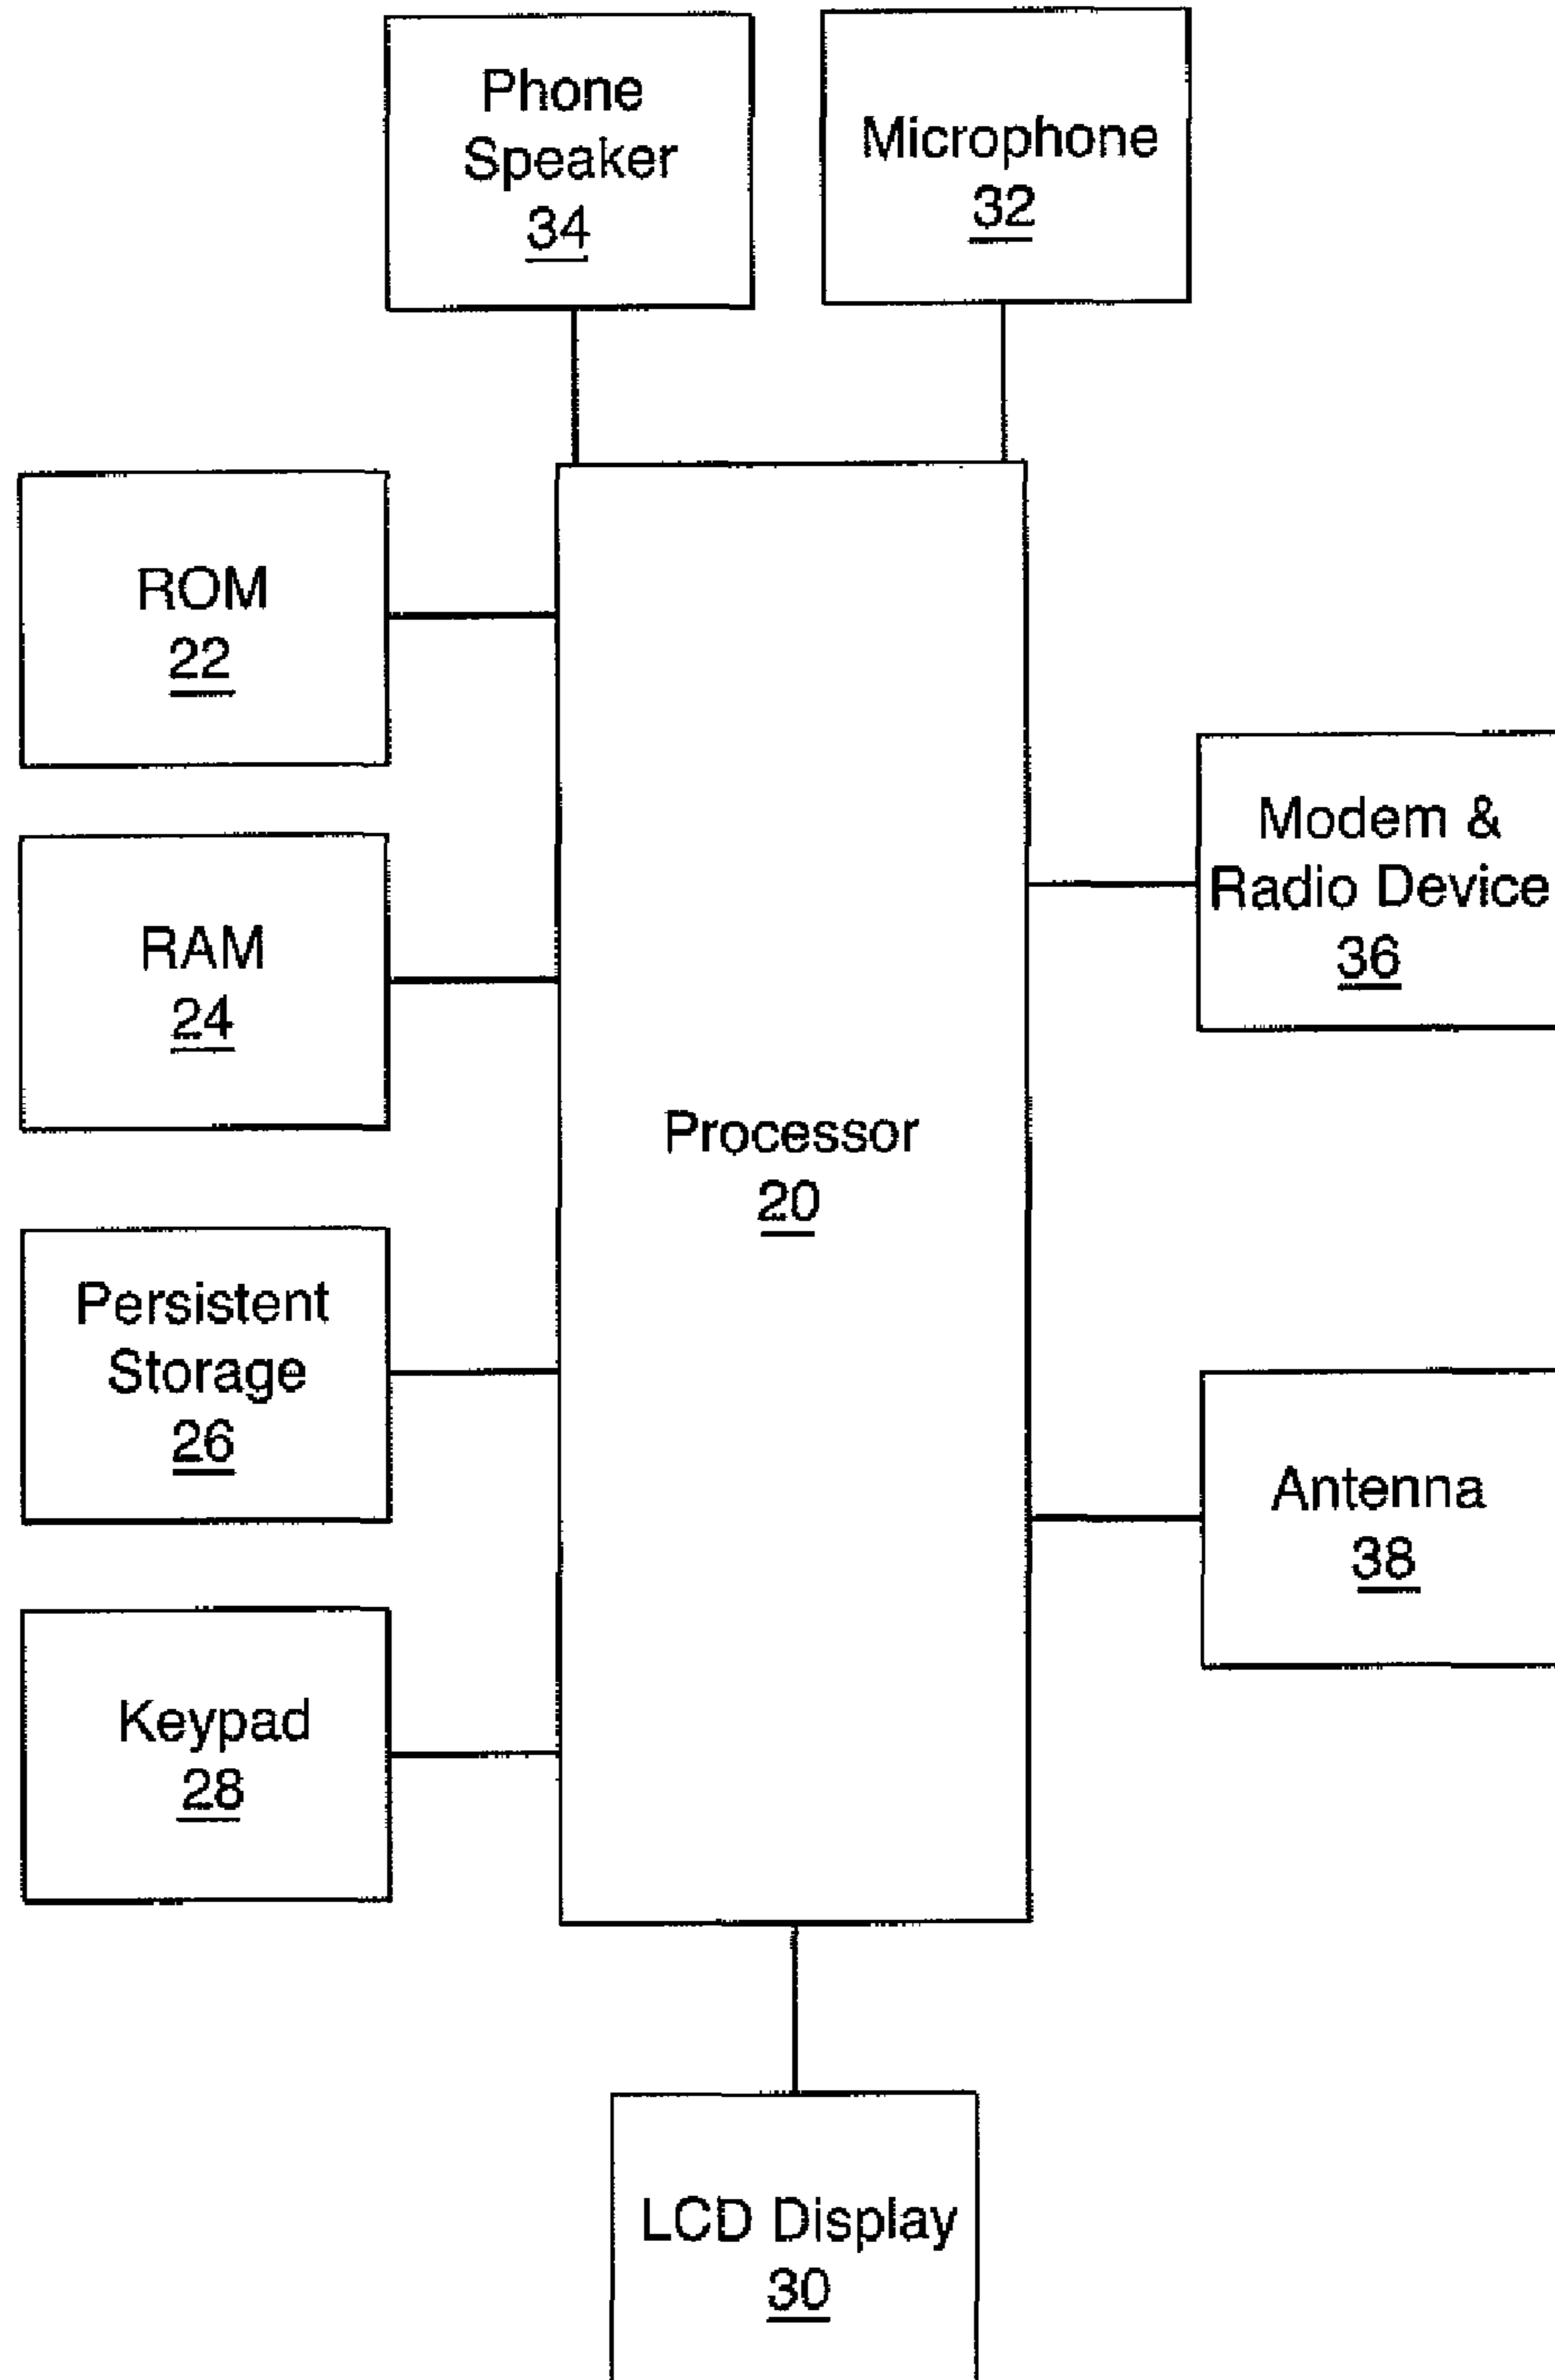 Phone
Speaker
34
Microphone
32
ROM
22
RAM
24
Persistent
Storage
26
Keypad
28
Processor
20
Modem &
Radio Device
36
Antenna
38
LCD Display
30